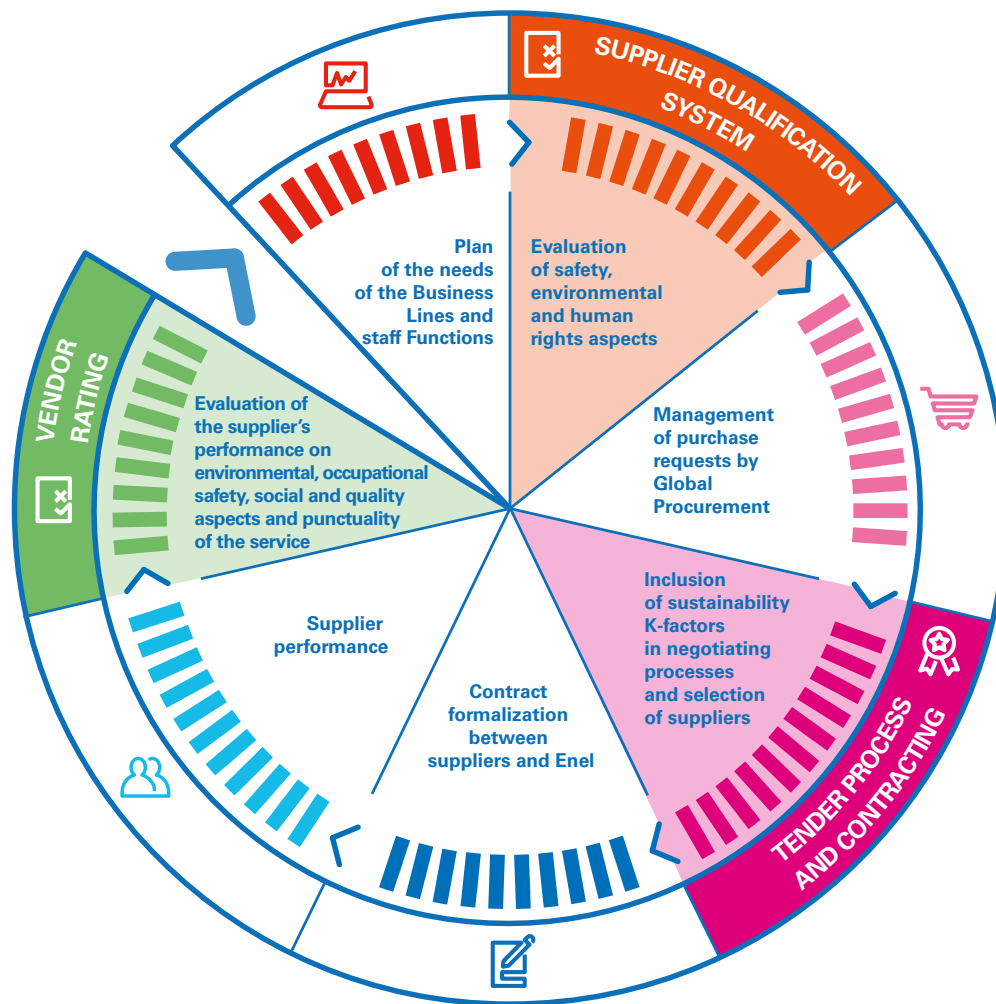 SUPPLIER QUALIFICATION
SYSTEM
Plan
of the needs
of the Business
Lines and
staff Functions
Evaluation
of safety,
environmental
and human
rights aspects
Management
of purchase
requests by
Global
Procurement
Inclusion
of sustainability
K-factors
in negotiating
processes
and selection
of suppliers
TENDER PROCESS
AND CONTRACTING
Contract
formalization
between
suppliers and Enel
Supplier
performance
Evaluation of
the supplier’s
performance on
environmental, occupational
safety, social and quality
aspects and punctuality
of the service
VENDOR
RATING